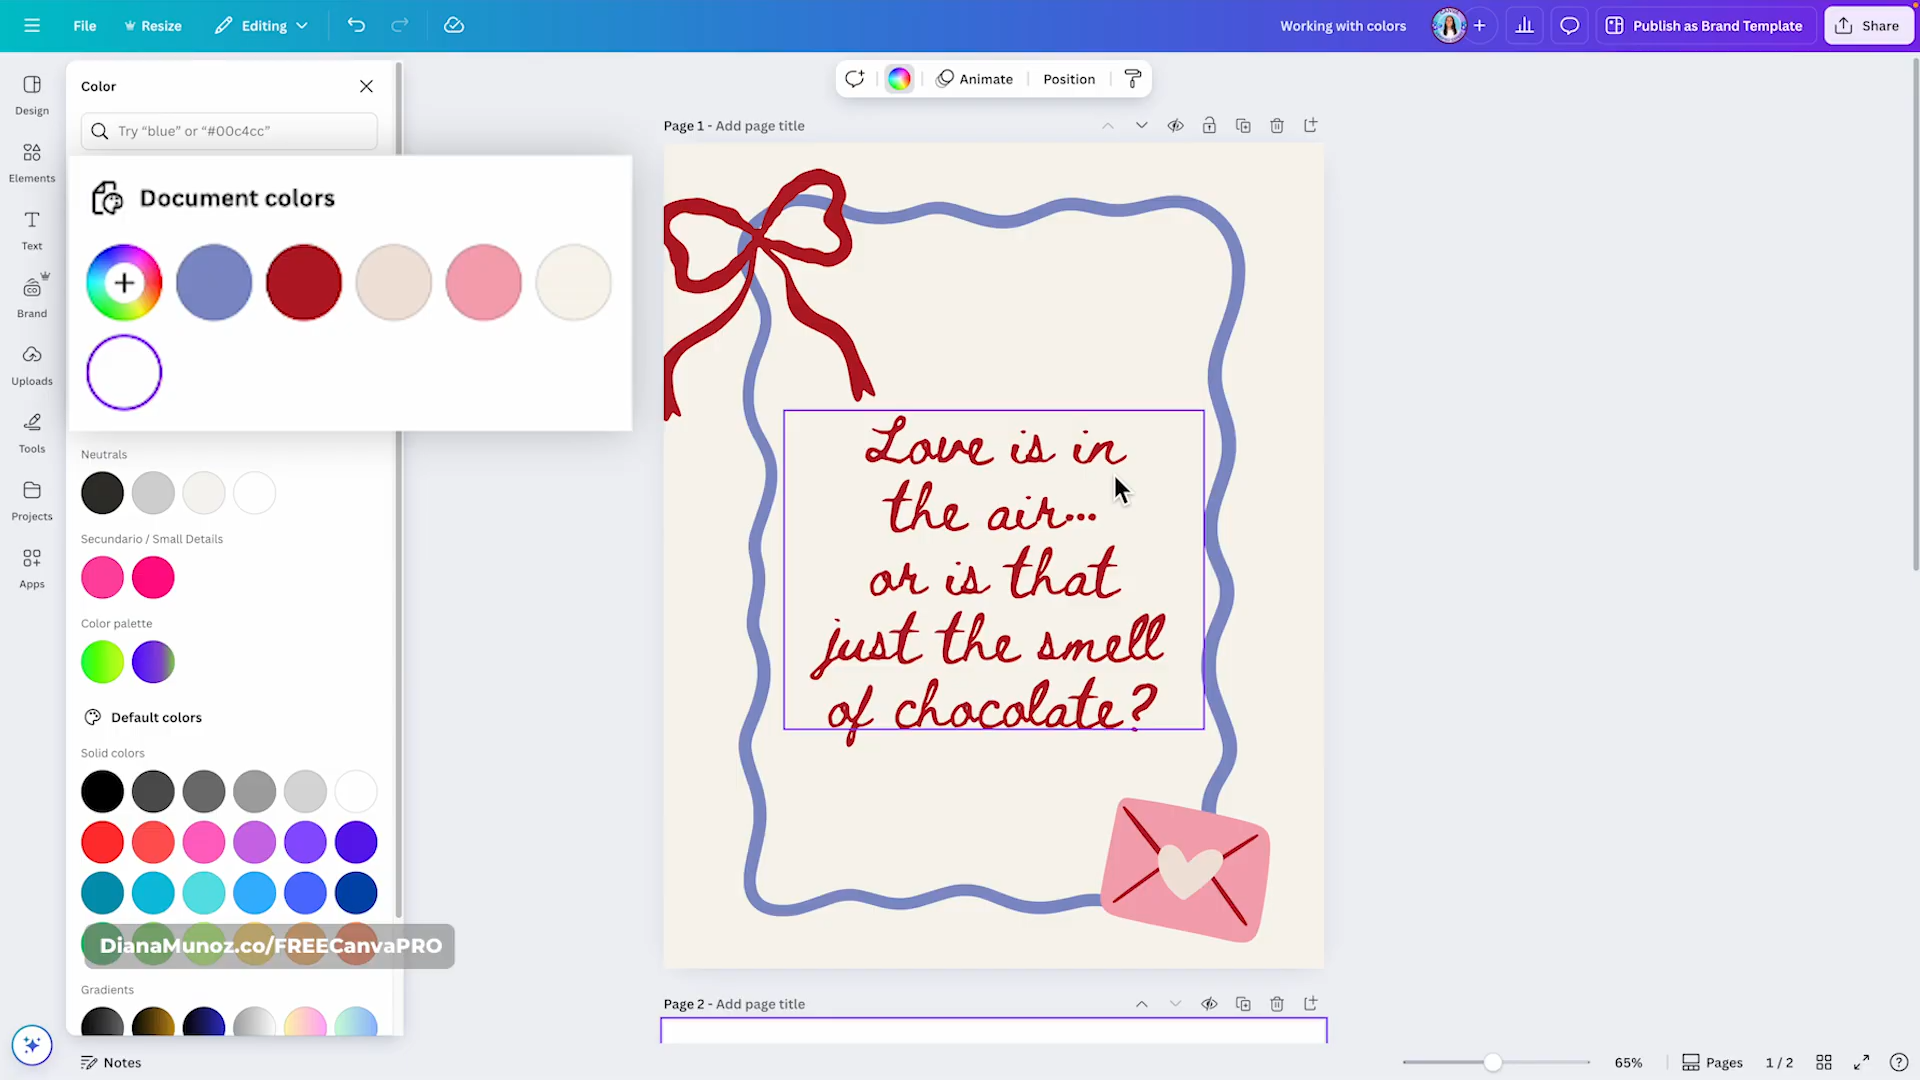 File
Resize
Editing
Working with colors
Publish as Brand Template
Share
Design
Elements
Text
Brand
Uploads
Tools
Projects
Apps
Color
Try “blue” or “#00c4cc”
Document colors
Neutrals
Secundario / Small Details
Color palette
Default colors
Solid colors
DianaMunoz.co/FREECanvaPRO
Gradients
Notes
Animate
Position
Page 1 - Add page title
Love is in
the air...
or is that
just the smell
of chocolate?
Page 2 - Add page title
65%
Pages
1 / 2